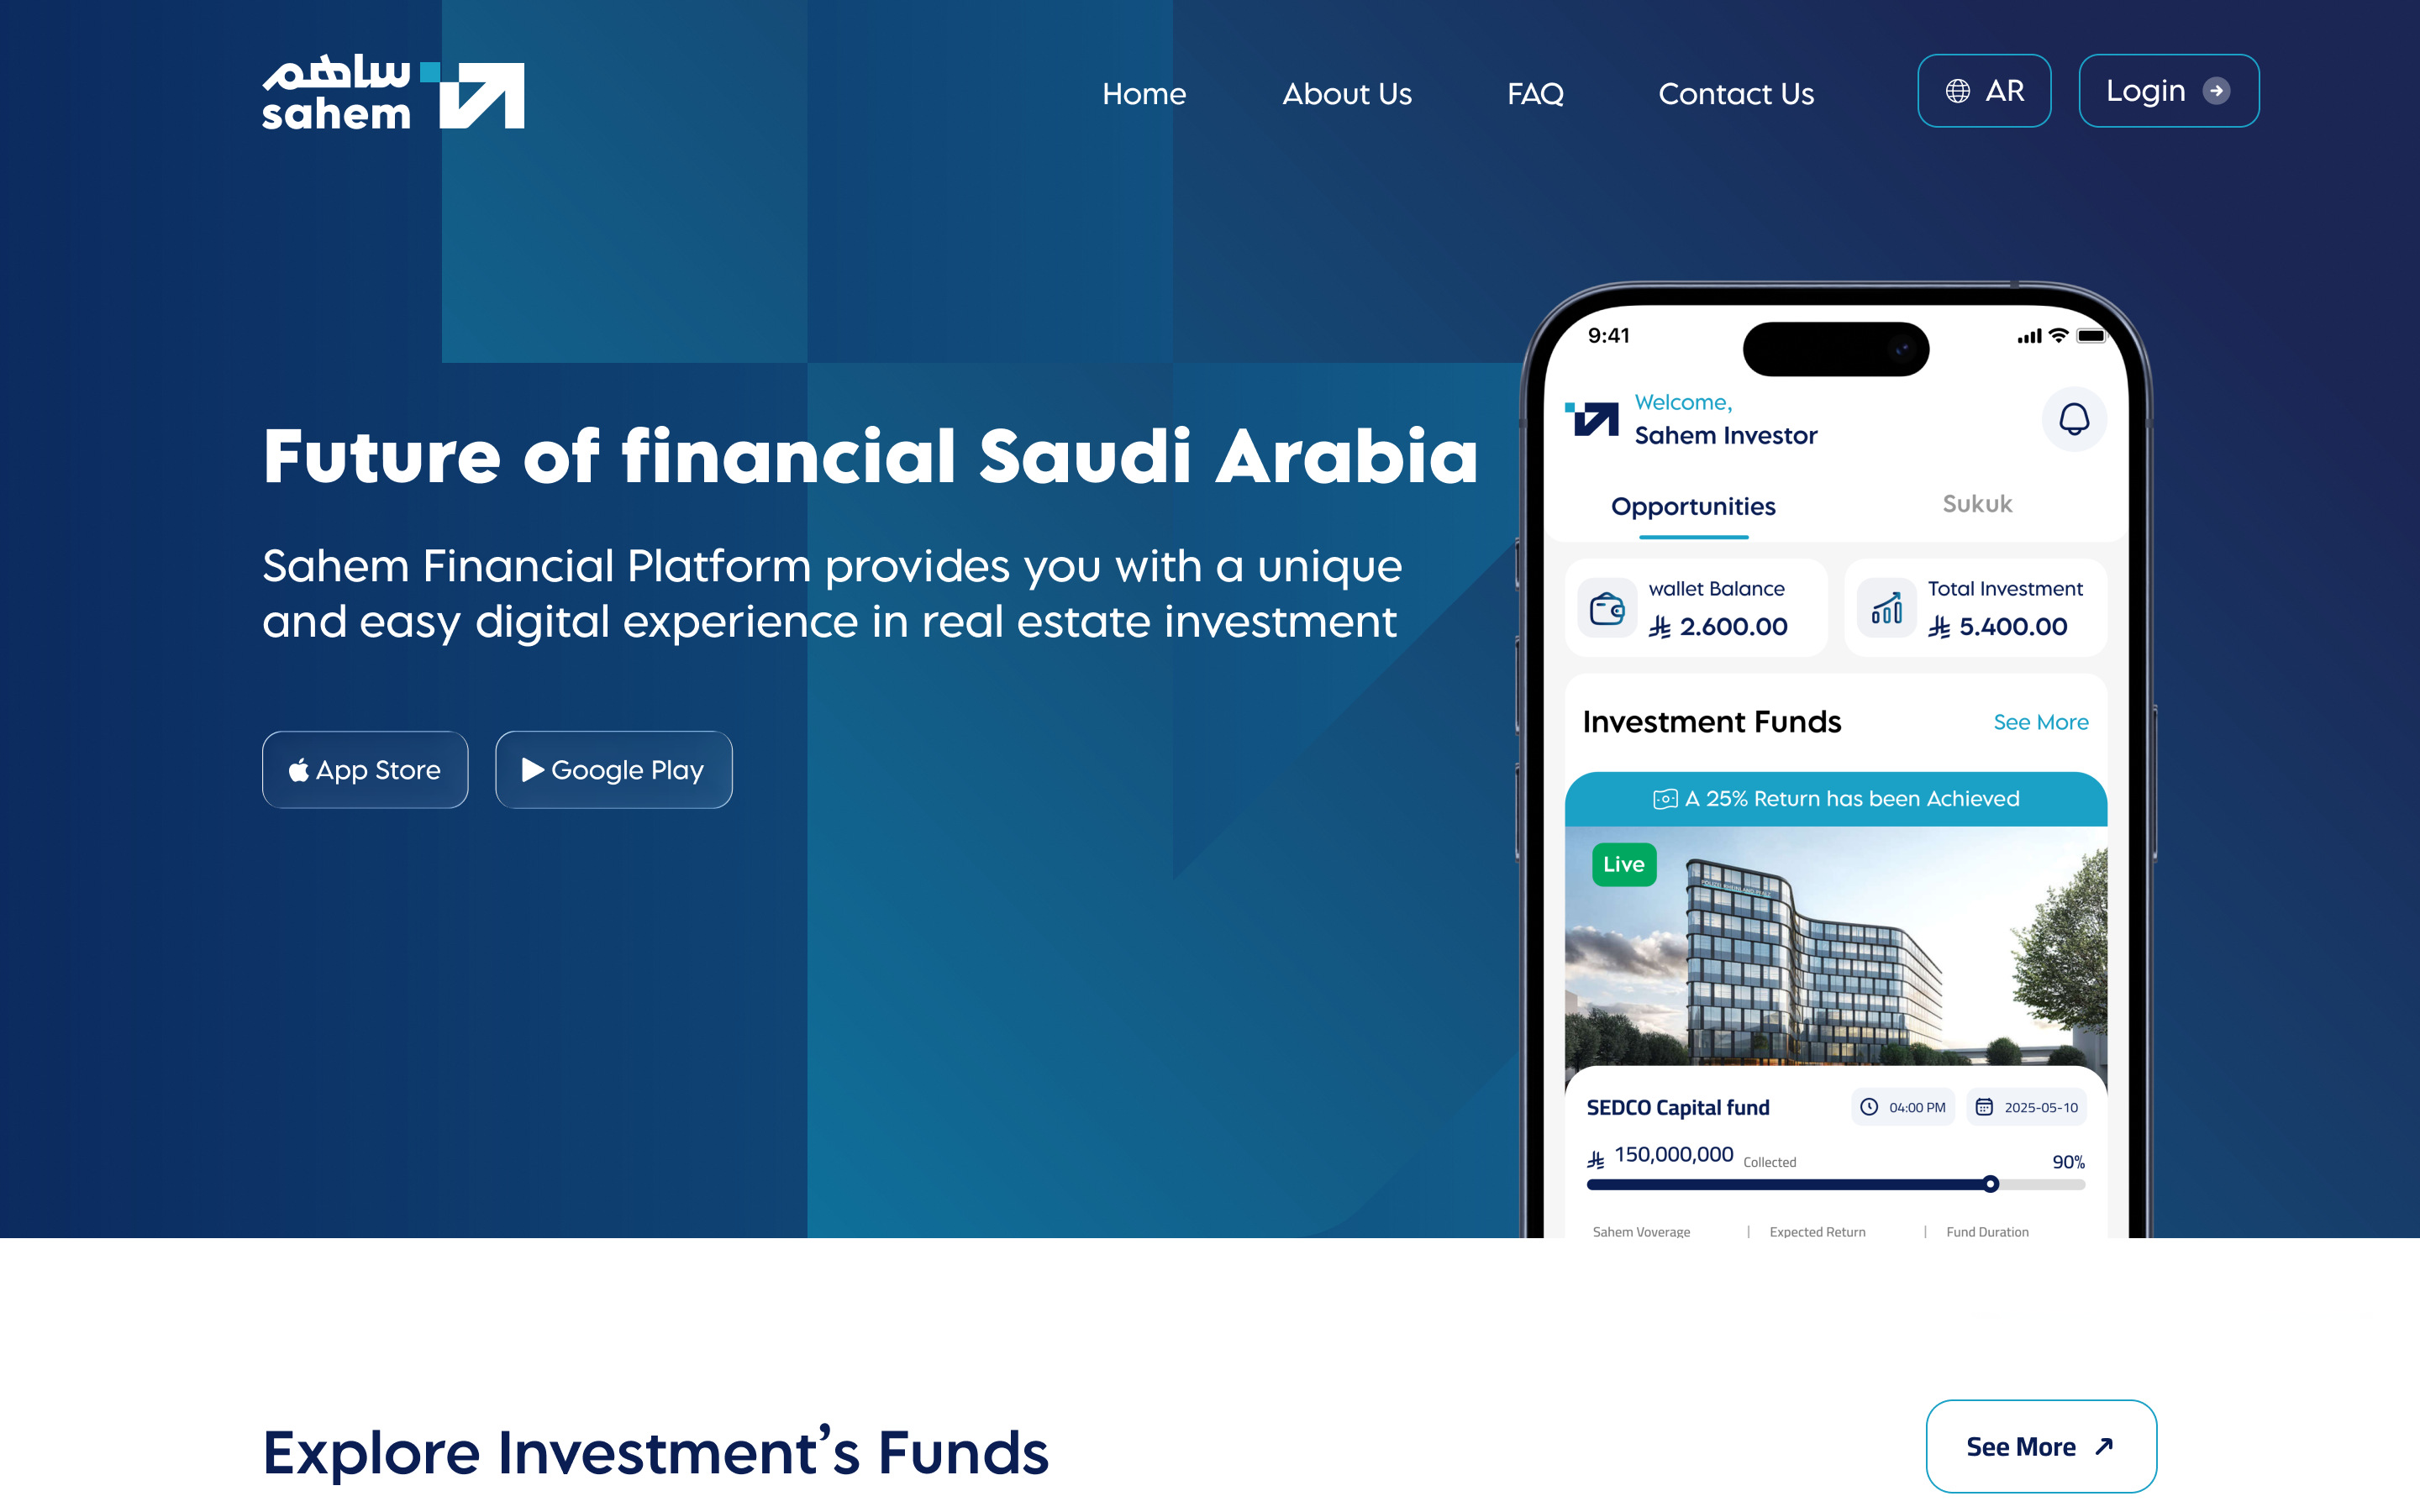 ساهم
sahem
Home
About Us
FAQ
Contact Us
AR
Login
Future of financial Saudi Arabia
Sahem Financial Platform provides you with a unique
and easy digital experience in real estate investment
App Store
Google Play
9:41
Welcome,
Sahem Investor
Opportunities
Sukuk
wallet Balance
2.600.00
Total Investment
5.400.00
Investment Funds
See More
A 25% Return has been Achieved
Live
POLIZEI RHEINLAND-PFALZ
SEDCO Capital fund
04:00 PM
2025-05-10
150,000,000 Collected
90%
Sahem Voverage
Expected Return
Fund Duration
Explore Investment’s Funds
See More